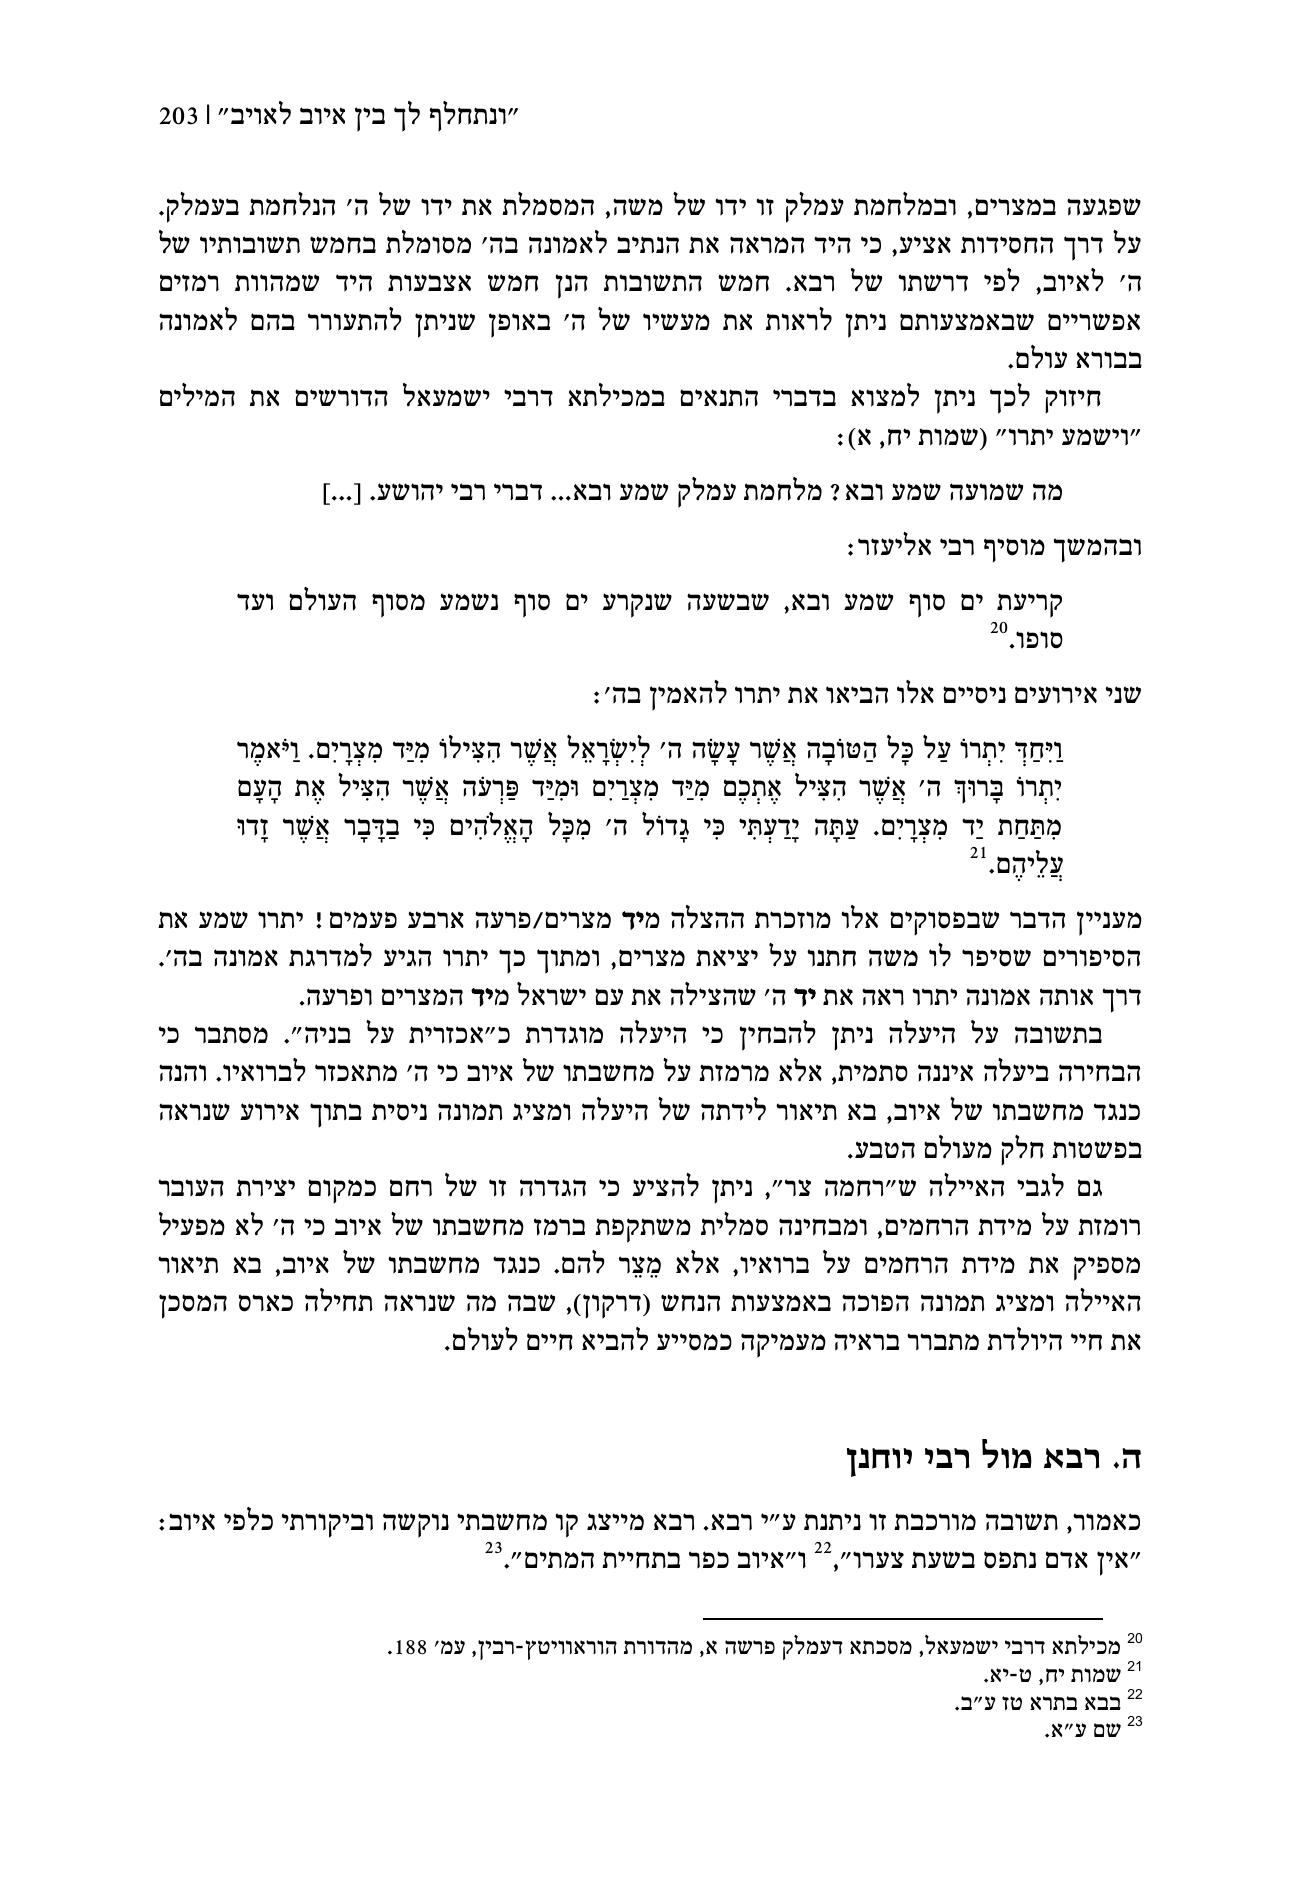 ״ונתחלף לך בין איוב לאויב״ | 203
שפגעה במצרים, ובמלחמת עמלק זו ידו של משה, המסמלת את ידו של ה׳ הנלחמת בעמלק.
על דרך החסידות אציע, כי היד המראה את הנתיב לאמונה בה׳ מסומלת בחמש תשובותיו של
ה׳ לאיוב, לפי דרשתו של רבא. חמש התשובות הנן חמש אצבעות היד שמהוות רמזים
אפשריים שבאמצעותם ניתן לראות את מעשיו של ה׳ באופן שניתן להתעורר בהם לאמונה
בבורא עולם.
חיזוק לכך ניתן למצוא בדברי התנאים במכילתא דרבי ישמעאל הדורשים את המילים
״וישמע יתרו״ (שמות יח, א):
מה שמועה שמע ובא? מלחמת עמלק שמע ובא... דברי רבי יהושע. [...]
ובהמשך מוסיף רבי אליעזר:
קריעת ים סוף שמע ובא, שבשעה שנקרע ים סוף נשמע מסוף העולם ועד
סופו.20
שני אירועים ניסיים אלו הביאו את יתרו להאמין בה׳:
וַיִּחַדְּ יִתְרוֹ עַל כָּל הַטּוֹבָה אֲשֶׁר עָשָׂה ה׳ לְיִשְׂרָאֵל אֲשֶׁר הִצִּילוֹ מִיַּד מִצְרָיִם. וַיֹּאמֶר
יִתְרוֹ בָּרוּךְ ה׳ אֲשֶׁר הִצִּיל אֶתְכֶם מִיַּד מִצְרַיִם וּמִיַּד פַּרְעֹה אֲשֶׁר הִצִּיל אֶת הָעָם
מִתַּחַת יַד מִצְרָיִם. עַתָּה יָדַעְתִּי כִּי גָדוֹל ה׳ מִכָּל הָאֱלֹהִים כִּי בַדָּבָר אֲשֶׁר זָדוּ
עֲלֵיהֶם.21
מעניין הדבר שבפסוקים אלו מוזכרת ההצלה מיד מצרים/פרעה ארבע פעמים! יתרו שמע את
הסיפורים שסיפר לו משה חתנו על יציאת מצרים, ומתוך כך יתרו הגיע למדרגת אמונה בה׳.
דרך אותה אמונה יתרו ראה את יד ה׳ שהצילה את עם ישראל מיד המצרים ופרעה.
בתשובה על היעלה ניתן להבחין כי היעלה מוגדרת כ״אכזרית על בניה״. מסתבר כי
הבחירה ביעלה איננה סתמית, אלא מרמזת על מחשבתו של איוב כי ה׳ מתאכזר לברואיו. והנה
כנגד מחשבתו של איוב, בא תיאור לידתה של היעלה ומציג תמונה ניסית בתוך אירוע שנראה
בפשטות חלק מעולם הטבע.
גם לגבי האיילה ש״רחמה צר״, ניתן להציע כי הגדרה זו של רחם כמקום יצירת העובר
רומזת על מידת הרחמים, ומבחינה סמלית משתקפת ברמז מחשבתו של איוב כי ה׳ לא מפעיל
מספיק את מידת הרחמים על ברואיו, אלא מֵצֵר להם. כנגד מחשבתו של איוב, בא תיאור
האיילה ומציג תמונה הפוכה באמצעות הנחש (דרקון), שבה מה שנראה תחילה כארס המסכן
את חיי היולדת מתברר בראיה מעמיקה כמסייע להביא חיים לעולם.
ה. רבא מול רבי יוחנן
כאמור, תשובה מורכבת זו ניתנת ע״י רבא. רבא מייצג קו מחשבתי נוקשה וביקורתי כלפי איוב:
״אין אדם נתפס בשעת צערו״,22 ו״איוב כפר בתחיית המתים״.23
20 מכילתא דרבי ישמעאל, מסכתא דעמלק פרשה א, מהדורת הוראוויטץ-רבין, עמ׳ 188.
21 שמות יח, ט-יא.
22 בבא בתרא טז ע״ב.
23 שם ע״א.